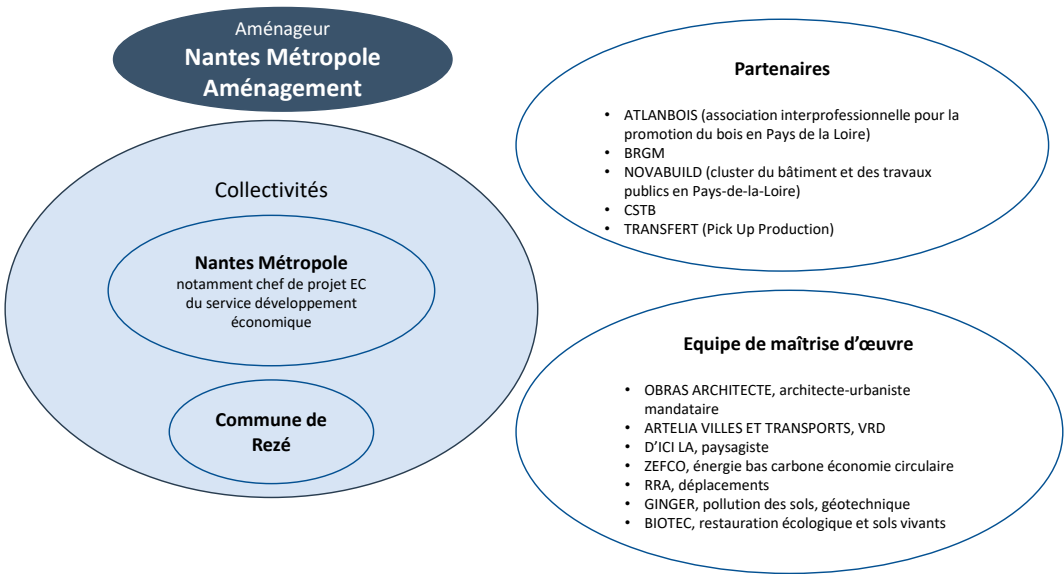 Aménageur
Nantes Métropole
Aménagement
Collectivités
Nantes Métropole
notamment chef de projet EC
du service développement
économique
Commune de
Rezé
Partenaires
• ATLANBOIS (association interprofessionnelle pour la
promotion du bois en Pays de la Loire)
• BRGM
• NOVABUILD (cluster du bâtiment et des travaux
publics en Pays-de-la-Loire)
• CSTB
• TRANSFERT (Pick Up Production)
Equipe de maîtrise d’œuvre
• OBRAS ARCHITECTE, architecte-urbaniste
mandataire
• ARTELIA VILLES ET TRANSPORTS, VRD
• D’ICI LA, paysagiste
• ZEFCO, énergie bas carbone économie circulaire
• RRA, déplacements
• GINGER, pollution des sols, géotechnique
• BIOTEC, restauration écologique et sols vivants